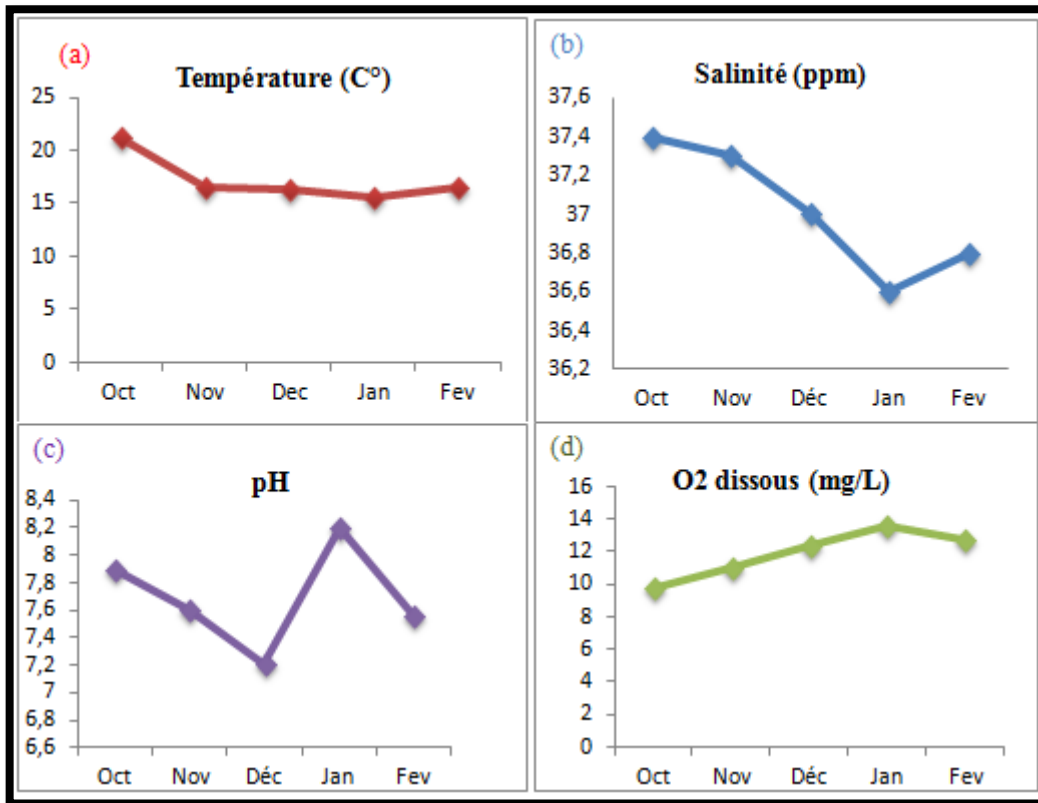 (a)
Température (C°)
25
20
15
10
5
0
Oct Nov Dec Jan Fev
(b)
Salinité (ppm)
37,6
37,4
37,2
37
36,8
36,6
36,4
36,2
Oct Nov Déc Jan Fev
(c)
pH
8,4
8,2
8
7,8
7,6
7,4
7,2
7
6,8
6,6
Oct Nov Déc Jan Fev
(d)
O2 dissous (mg/L)
16
14
12
10
8
6
4
2
0
Oct Nov Déc Jan Fev